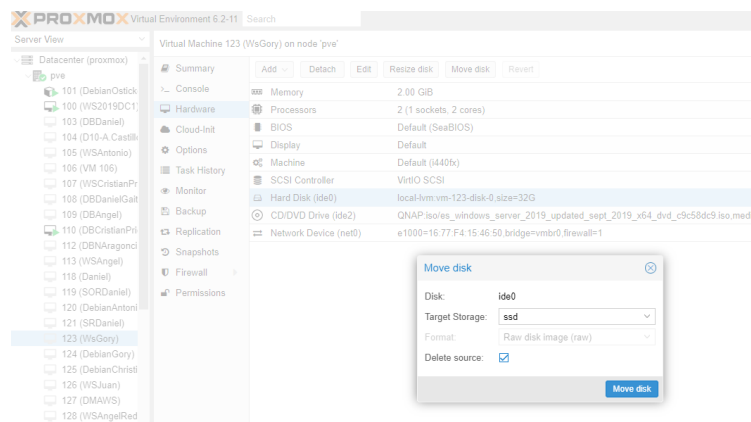 PROXMOX Virtual Environment 6.2-11 Search
Server View
Virtual Machine 123 (WsGory) on node 'pve'
Datacenter (proxmox)
pve
101 (DebianOstick
100 (WS2019DC1)
103 (DBDaniel)
104 (D10-A.Castill
105 (WSAntonio)
106 (VM 106)
107 (WSCristianPr
108 (DBDanielGait
109 (DBAngel)
110 (DBCristianPri
112 (DBNAragonci
113 (WSAngel)
118 (Daniel)
119 (SORDaniel)
120 (DebianAntoni
121 (SRDaniel)
123 (WsGory)
124 (DebianGory)
125 (DebianChristi
126 (WSJuan)
127 (DMAWS)
128 (WSAngelRed
Summary
Console
Hardware
Cloud-Init
Options
Task History
Monitor
Backup
Replication
Snapshots
Firewall
Permissions
Add Detach Edit Resize disk Move disk Revert
Memory 2.00 GiB
Processors 2 (1 sockets, 2 cores)
BIOS Default (SeaBIOS)
Display Default
Machine Default (i440fx)
SCSI Controller VirtIO SCSI
Hard Disk (ide0) local-lvm:vm-123-disk-0,size=32G
CD/DVD Drive (ide2) QNAP:iso/es_windows_server_2019_updated_sept_2019_x64_dvd_c9c58dc9.iso,med
Network Device (net0) e1000=16:77:F4:15:46:50,bridge=vmbr0,firewall=1
Move disk
Disk: ide0
Target Storage: ssd
Format: Raw disk image (raw)
Delete source:
Move disk